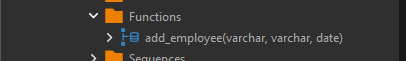 Functions
add_employee(varchar, varchar, date)
Sequences